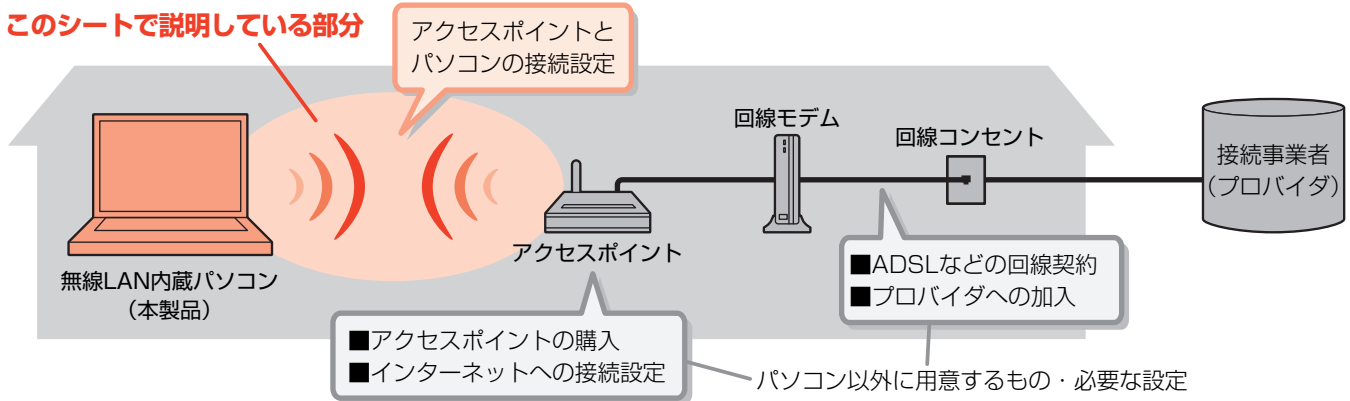 このシートで説明している部分
アクセスポイントと
パソコンの接続設定
回線モデム
回線コンセント
接続事業者
(プロバイダ)
アクセスポイント
無線LAN内蔵パソコン
(本製品)
■ADSLなどの回線契約
■プロバイダへの加入
■アクセスポイントの購入
■インターネットへの接続設定
パソコン以外に用意するもの・必要な設定